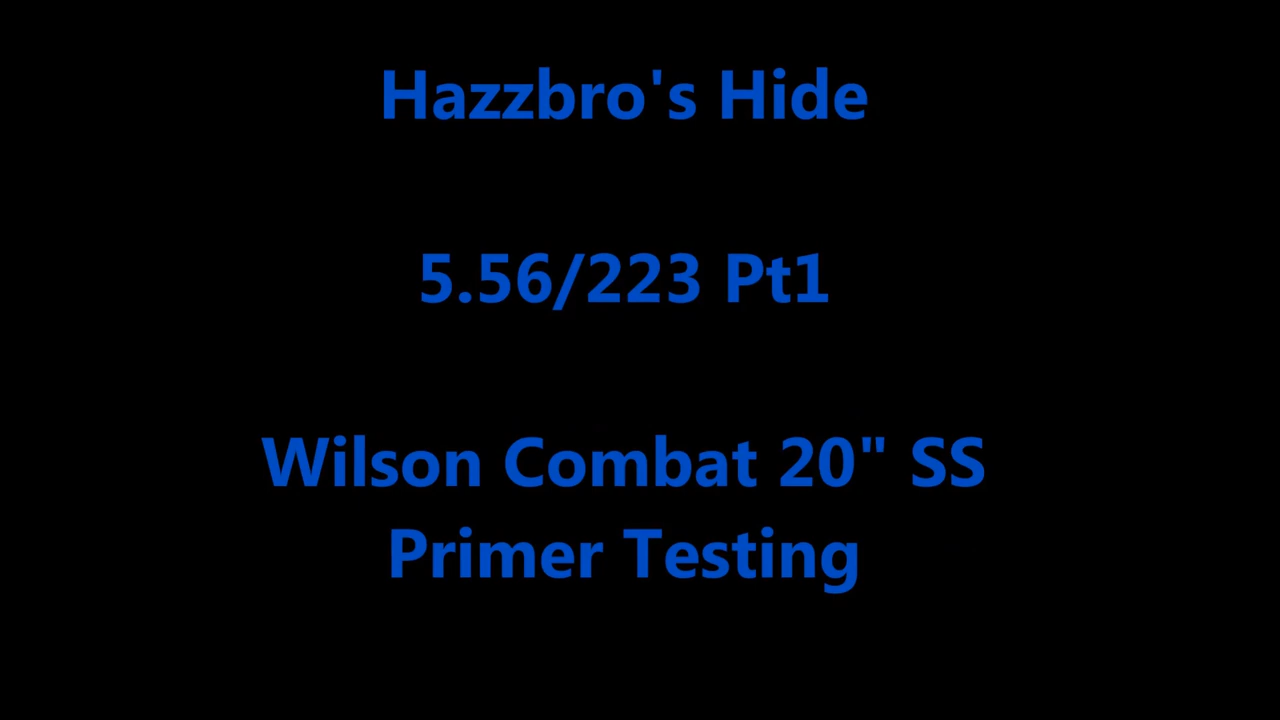 Hazzbro's Hide
5.56/223 Pt1
Wilson Combat 20" SS
Primer Testing